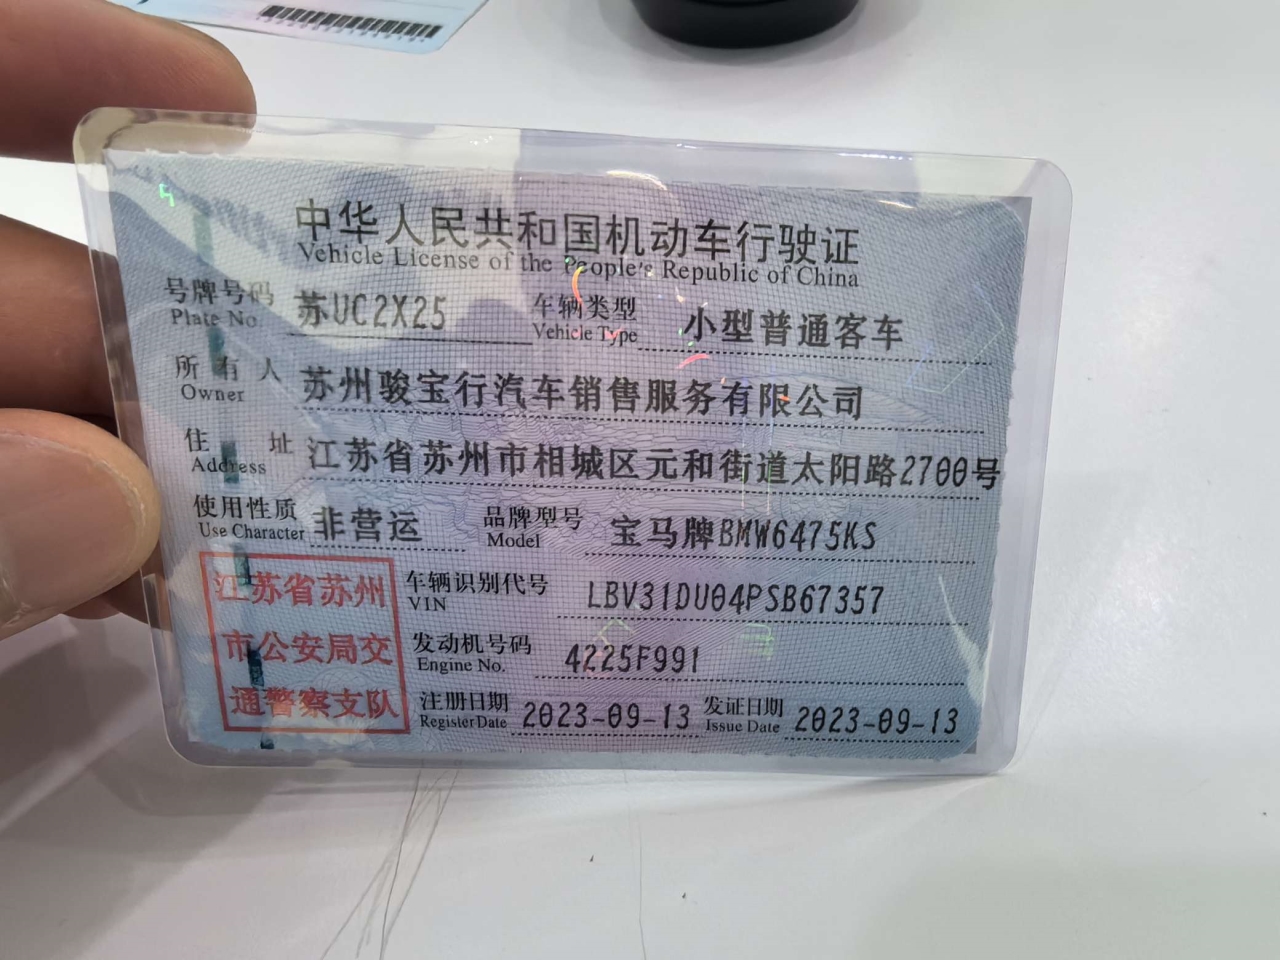 中华人民共和国机动车行驶证
Vehicle License of the People's Republic of China
号牌号码 苏UC2X25 车辆类型 小型普通客车
Plate No. Vehicle Type
所有人 苏州骏宝行汽车销售服务有限公司
Owner
住址 江苏省苏州市相城区元和街道太阳路2700号
Address
使用性质 非营运 品牌型号 宝马牌BMW6475KS
Use Character Model
江苏省苏州
市公安局交
通警察支队
车辆识别代号 LBV31DU04PSB67357
VIN
发动机号码 4225F991
Engine No.
注册日期 2023-09-13 发证日期 2023-09-13
Register Date Issue Date